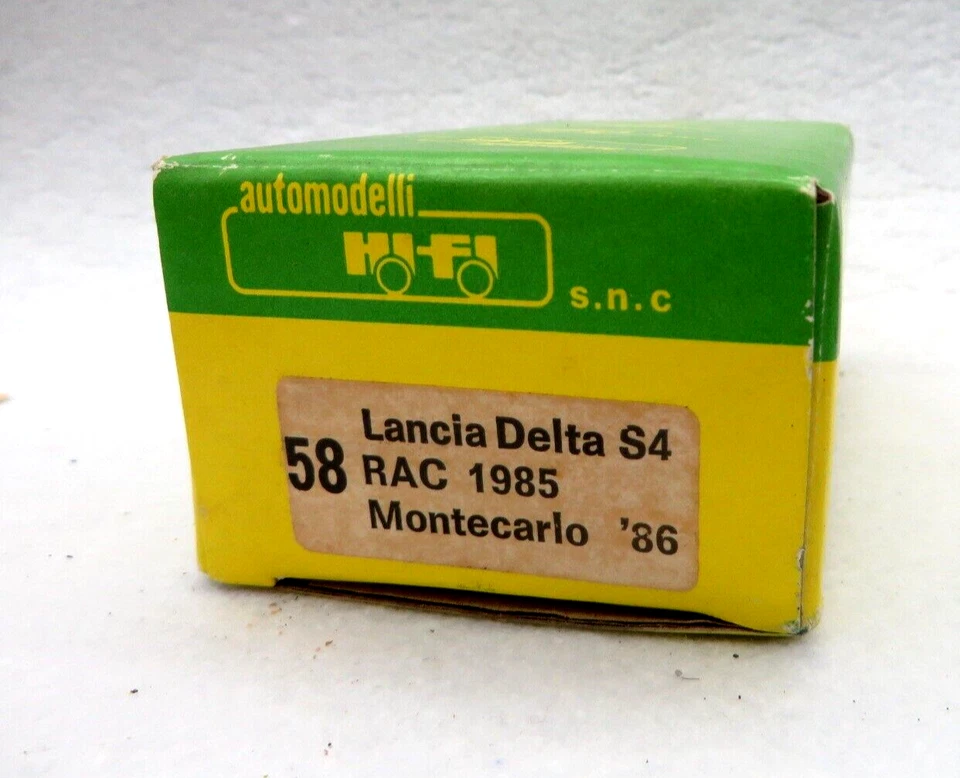 automodelli
HI-FI
s.n.c
58
Lancia Delta S4
RAC 1985
Montecarlo '86